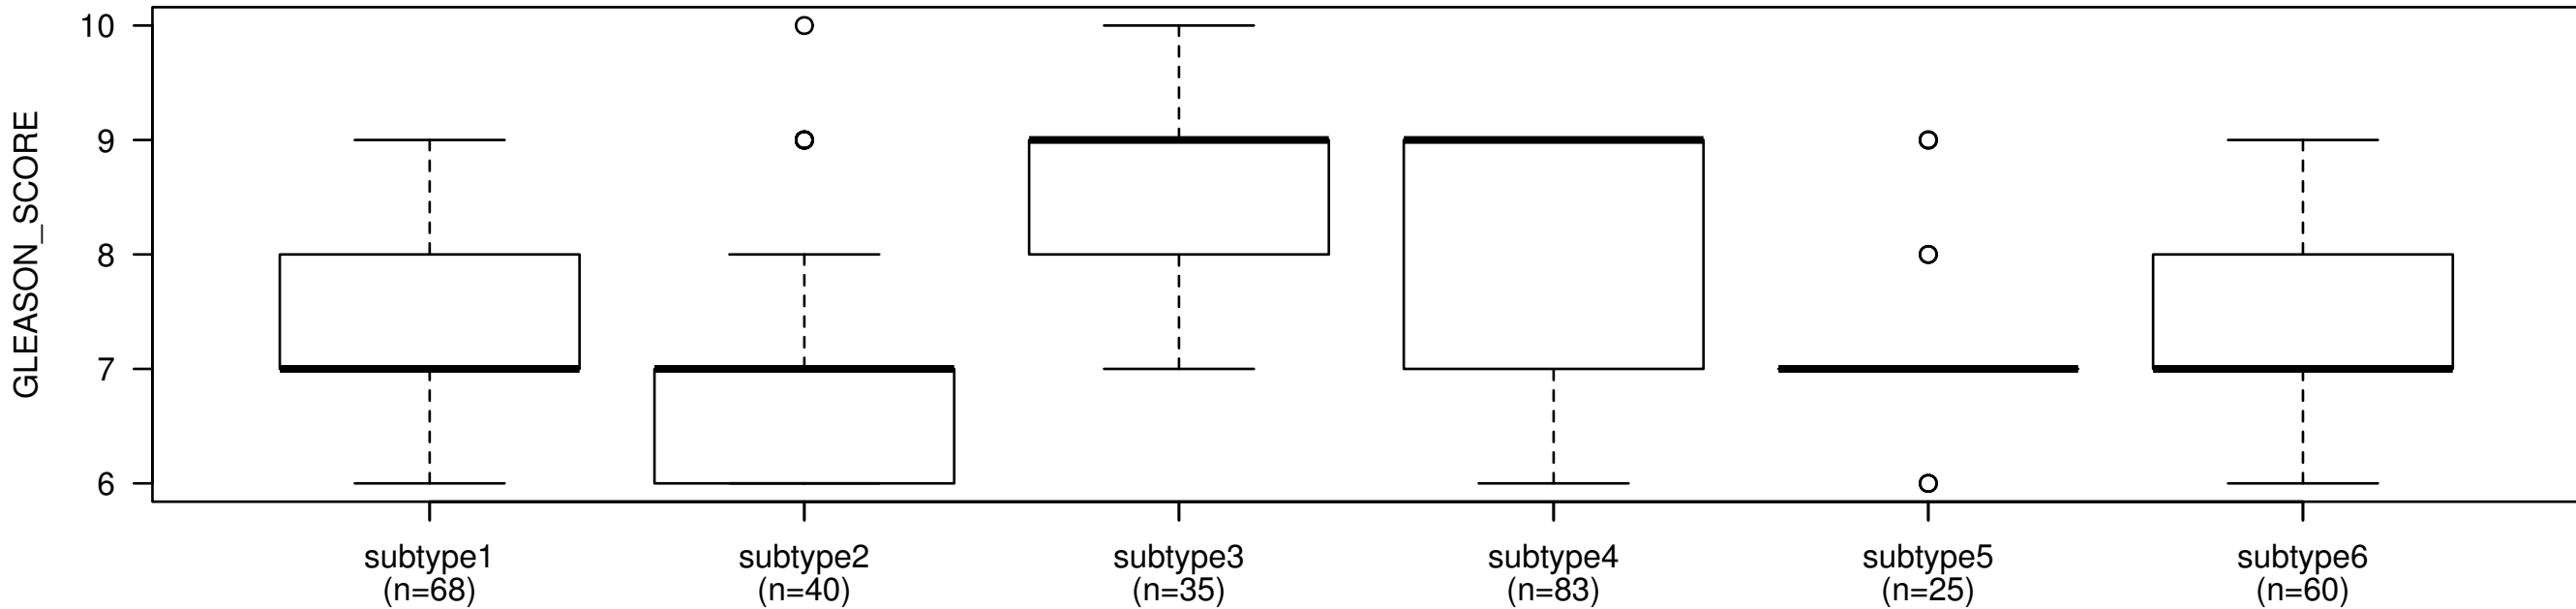 GLEASON_SCORE
10
9
8
7
6
subtype1 subtype2 subtype3 subtype4 subtype5 subtype6
(n=68) (n=40) (n=35) (n=83) (n=25) (n=60)